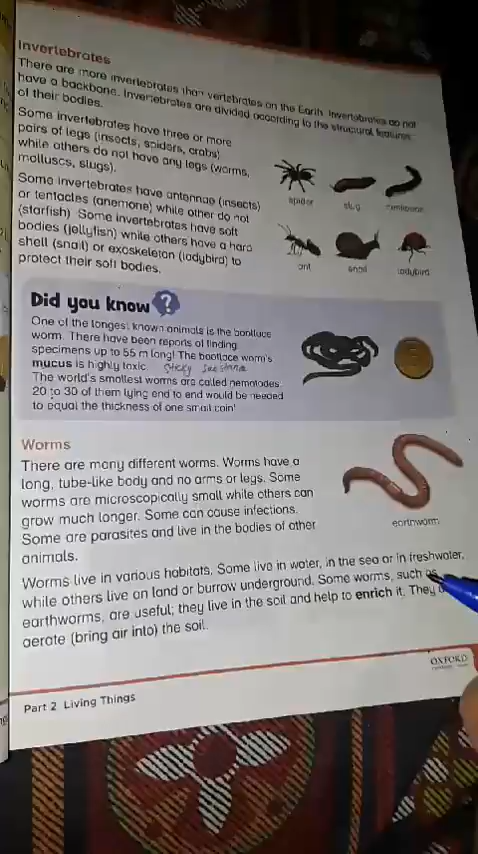 Invertebrates
There are more invertebrates than vertebrates on the Earth. Invertebrates do not
have a backbone. Invertebrates are divided according to the structural features
of their bodies.
Some invertebrates have three or more
pairs of legs (insects, spiders, crabs)
while others do not have any legs (worms,
molluscs, slugs).
Some invertebrates have antennae (insects)
or tentacles (anemone) while other do not
(starfish). Some invertebrates have soft
bodies (jellyfish) while others have a hard
shell (snail) or exoskeleton (ladybird) to
protect their soft bodies.
spider
slug
ant
snail
ladybird
Did you know ?
One of the longest known animals is the bootlace
worm. There have been reports of finding
specimens up to 55 m long! The bootlace worm's
mucus is highly toxic. Sticky
The world's smallest worms are called nematodes.
20 to 30 of them lying end to end would be needed
to equal the thickness of one small coin!
Worms
There are many different worms. Worms have a
long, tube-like body and no arms or legs. Some
worms are microscopically small while others can
grow much longer. Some can cause infections.
Some are parasites and live in the bodies of other
animals.
earthworm
Worms live in various habitats. Some live in water, in the sea or in freshwater,
while others live on land or burrow underground. Some worms, such as
earthworms, are useful; they live in the soil and help to enrich it. They
aerate (bring air into) the soil.
OXFORD
Part 2 Living Things